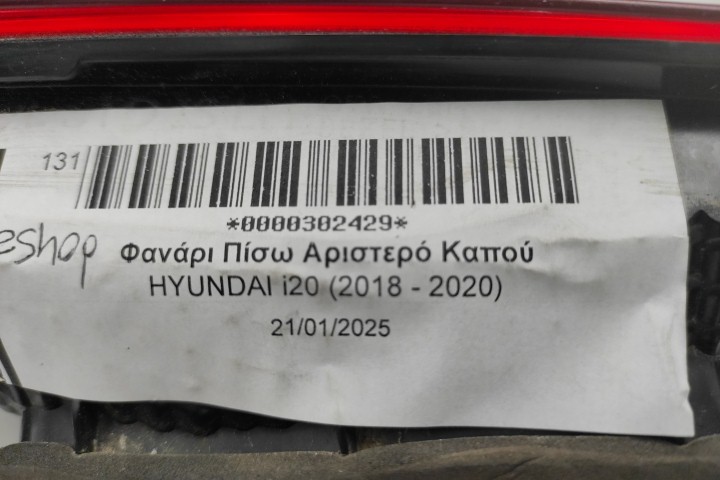 131
*0000302429*
eshop
Φανάρι Πίσω Αριστερό Καπού
HYUNDAI i20 (2018 - 2020)
21/01/2025